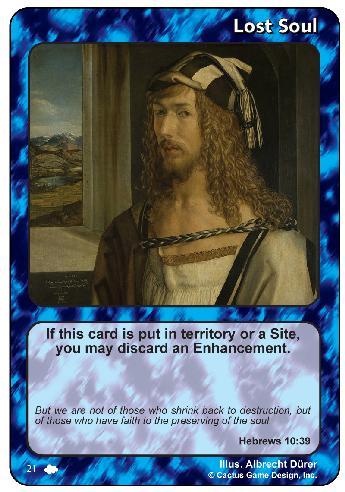 Lost Soul
If this card is put in territory or a Site,
you may discard an Enhancement.
But we are not of those who shrink back to destruction, but
of those who have faith to the preserving of the soul
Hebrews 10:39
21
Illus. Albrecht Dürer
© Cactus Game Design, Inc.